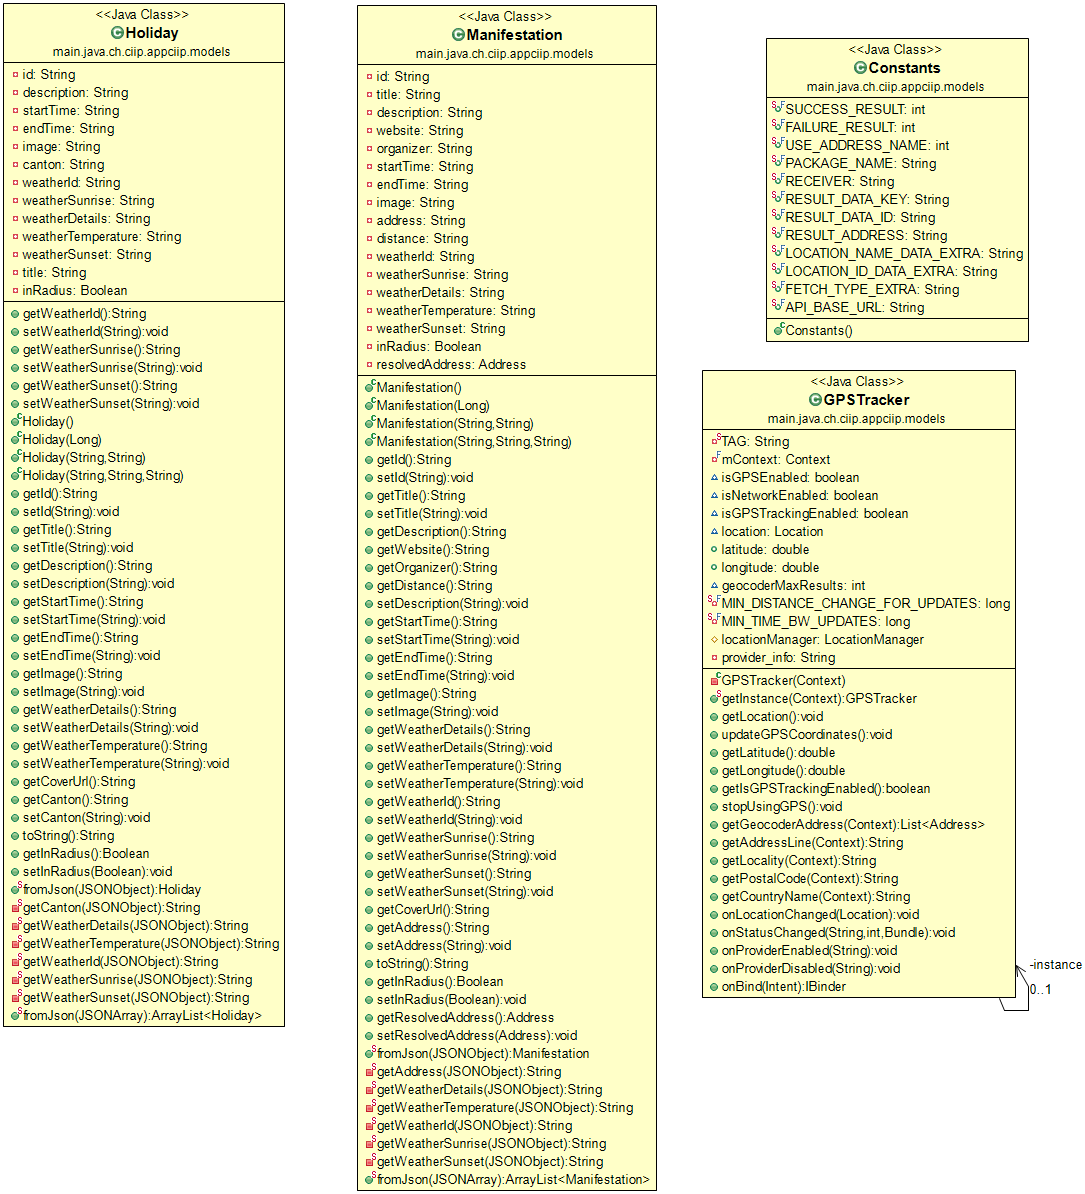 <<Java Class>>
Holiday
main.java.ch.ciip.appciip.models
id: String
description: String
startTime: String
endTime: String
image: String
canton: String
weatherId: String
weatherSunrise: String
weatherDetails: String
weatherTemperature: String
weatherSunset: String
title: String
inRadius: Boolean
getWeatherId():String
setWeatherId(String):void
getWeatherSunrise():String
setWeatherSunrise(String):void
getWeatherSunset():String
setWeatherSunset(String):void
Holiday()
Holiday(Long)
Holiday(String,String)
Holiday(String,String,String)
getId():String
setId(String):void
getTitle():String
setTitle(String):void
getDescription():String
setDescription(String):void
getStartTime():String
setStartTime(String):void
getEndTime():String
setEndTime(String):void
getImage():String
setImage(String):void
getWeatherDetails():String
setWeatherDetails(String):void
getWeatherTemperature():String
setWeatherTemperature(String):void
getCoverUrl():String
getCanton():String
setCanton(String):void
toString():String
getInRadius():Boolean
setInRadius(Boolean):void
fromJson(JSONObject):Holiday
getCanton(JSONObject):String
getWeatherDetails(JSONObject):String
getWeatherTemperature(JSONObject):String
getWeatherId(JSONObject):String
getWeatherSunrise(JSONObject):String
getWeatherSunset(JSONObject):String
fromJson(JSONArray):ArrayList<Holiday>
<<Java Class>>
Manifestation
main.java.ch.ciip.appciip.models
id: String
title: String
description: String
website: String
organizer: String
startTime: String
endTime: String
image: String
address: String
distance: String
weatherId: String
weatherSunrise: String
weatherDetails: String
weatherTemperature: String
weatherSunset: String
inRadius: Boolean
resolvedAddress: Address
Manifestation()
Manifestation(Long)
Manifestation(String,String)
Manifestation(String,String,String)
getId():String
setId(String):void
getTitle():String
setTitle(String):void
getDescription():String
getWebsite():String
getOrganizer():String
getDistance():String
setDescription(String):void
getStartTime():String
setStartTime(String):void
getEndTime():String
setEndTime(String):void
getImage():String
setImage(String):void
getWeatherDetails():String
setWeatherDetails(String):void
getWeatherTemperature():String
setWeatherTemperature(String):void
getWeatherId():String
setWeatherId(String):void
getWeatherSunrise():String
setWeatherSunrise(String):void
getWeatherSunset():String
setWeatherSunset(String):void
getCoverUrl():String
getAddress():String
setAddress(String):void
toString():String
getInRadius():Boolean
setInRadius(Boolean):void
getResolvedAddress():Address
setResolvedAddress(Address):void
fromJson(JSONObject):Manifestation
getAddress(JSONObject):String
getWeatherDetails(JSONObject):String
getWeatherTemperature(JSONObject):String
getWeatherId(JSONObject):String
getWeatherSunrise(JSONObject):String
getWeatherSunset(JSONObject):String
fromJson(JSONArray):ArrayList<Manifestation>
<<Java Class>>
Constants
main.java.ch.ciip.appciip.models
SUCCESS_RESULT: int
FAILURE_RESULT: int
USE_ADDRESS_NAME: int
PACKAGE_NAME: String
RECEIVER: String
RESULT_DATA_KEY: String
RESULT_DATA_ID: String
RESULT_ADDRESS: String
LOCATION_NAME_DATA_EXTRA: String
LOCATION_ID_DATA_EXTRA: String
FETCH_TYPE_EXTRA: String
API_BASE_URL: String
Constants()
<<Java Class>>
GPSTracker
main.java.ch.ciip.appciip.models
TAG: String
mContext: Context
isGPSEnabled: boolean
isNetworkEnabled: boolean
isGPSTrackingEnabled: boolean
location: Location
latitude: double
longitude: double
geocoderMaxResults: int
MIN_DISTANCE_CHANGE_FOR_UPDATES: long
MIN_TIME_BW_UPDATES: long
locationManager: LocationManager
provider_info: String
GPSTracker(Context)
getInstance(Context):GPSTracker
getLocation():void
updateGPSCoordinates():void
getLatitude():double
getLongitude():double
getIsGPSTrackingEnabled():boolean
stopUsingGPS():void
getGeocoderAddress(Context):List<Address>
getAddressLine(Context):String
getLocality(Context):String
getPostalCode(Context):String
getCountryName(Context):String
onLocationChanged(Location):void
onStatusChanged(String,int,Bundle):void
onProviderEnabled(String):void
onProviderDisabled(String):void
onBind(Intent):IBinder
-instance
0..1